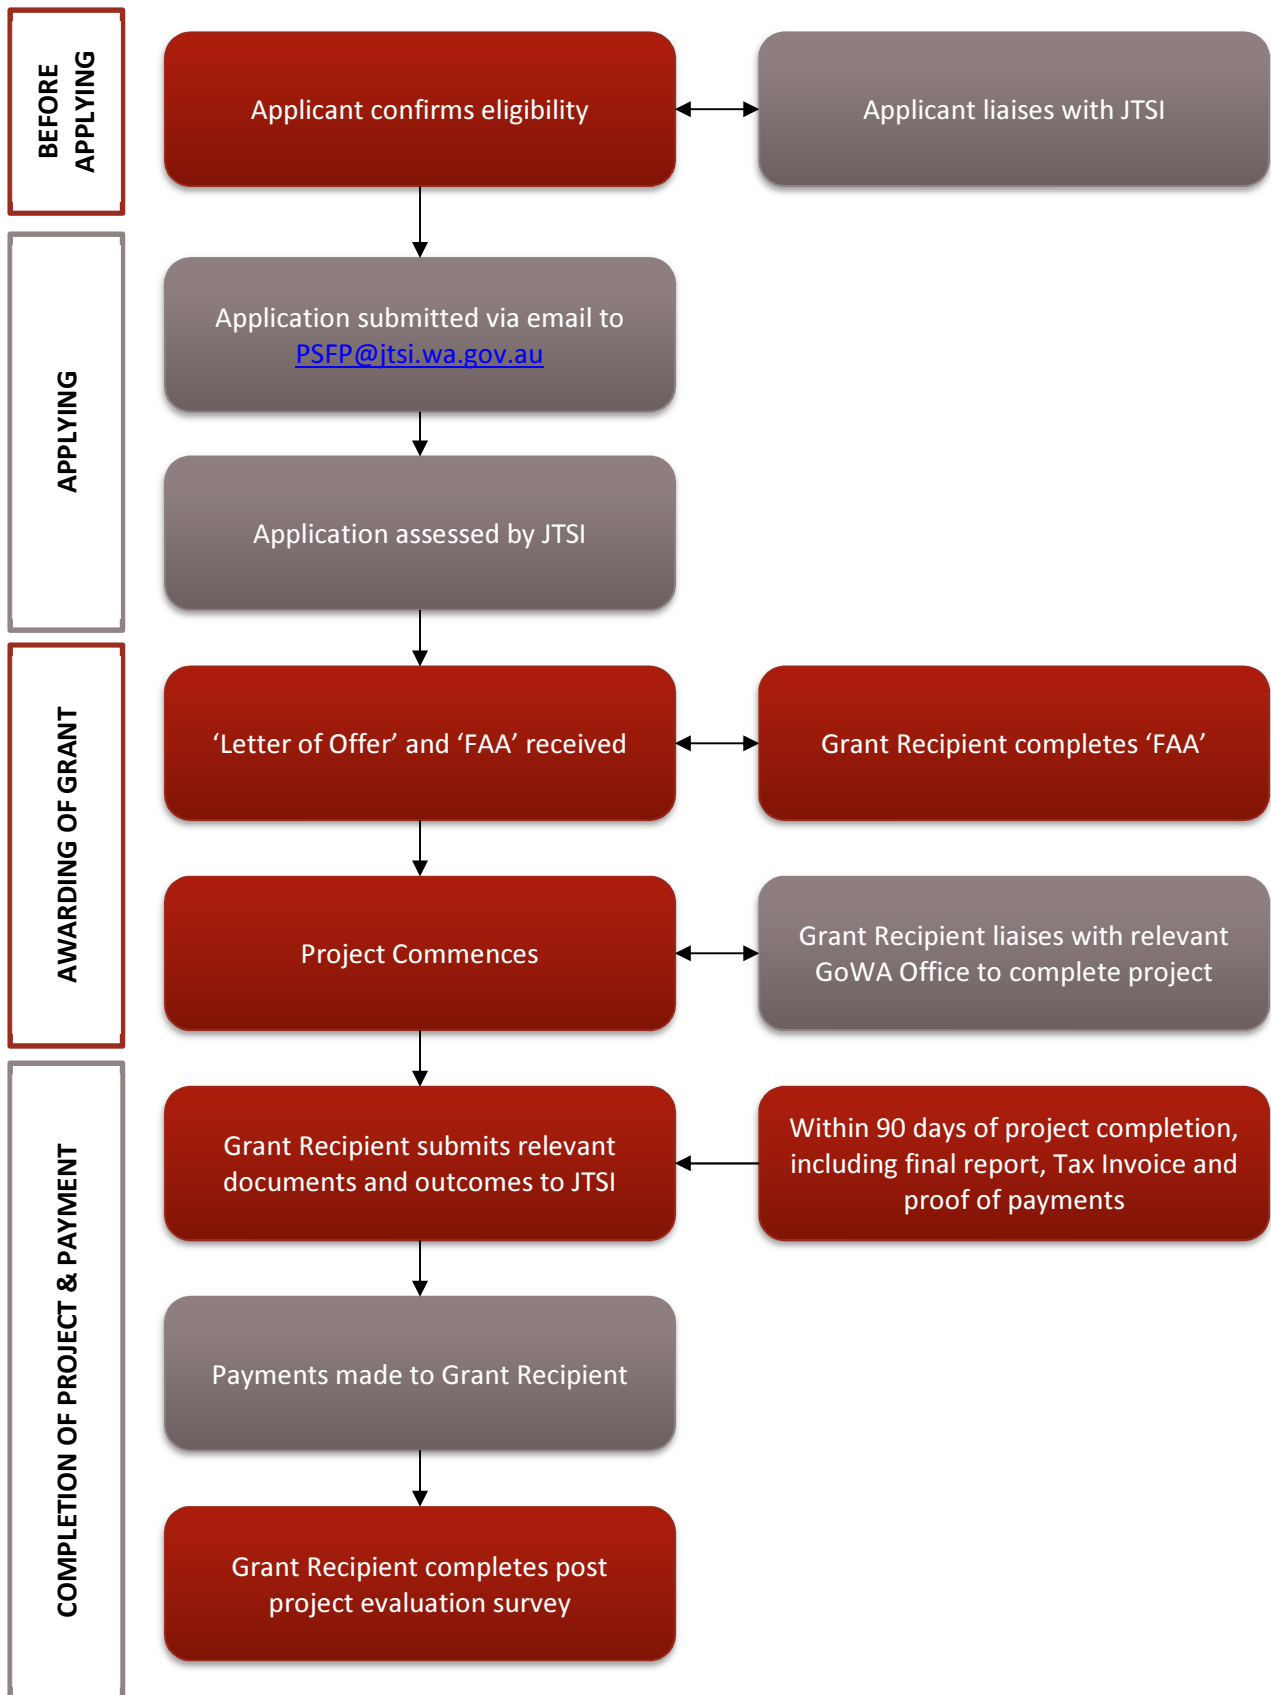 BEFORE
APPLYING
Applicant confirms eligibility
Applicant liaises with JTSI
APPLYING
Application submitted via email to
PSFP@jtsi.wa.gov.au
Application assessed by JTSI
AWARDING OF GRANT
‘Letter of Offer’ and ‘FAA’ received
Grant Recipient completes ‘FAA’
Project Commences
Grant Recipient liaises with relevant
GoWA Office to complete project
COMPLETION OF PROJECT & PAYMENT
Grant Recipient submits relevant
documents and outcomes to JTSI
Within 90 days of project completion,
including final report, Tax Invoice and
proof of payments
Payments made to Grant Recipient
Grant Recipient completes post
project evaluation survey